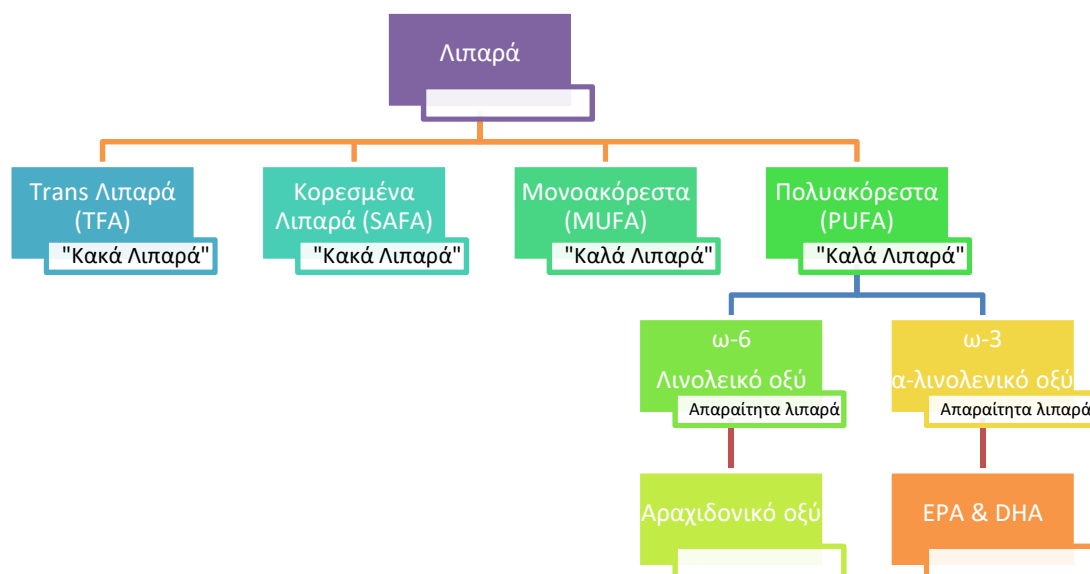 Λιπαρά
Trans Λιπαρά
(TFA)
"Κακά Λιπαρά"
Κορεσμένα
Λιπαρά (SAFA)
"Κακά Λιπαρά"
Μονοακόρεστα
(MUFA)
"Καλά Λιπαρά"
Πολυακόρεστα
(PUFA)
"Καλά Λιπαρά"
ω-6
Λινολεικό οξύ
Απαραίτητα λιπαρά
ω-3
α-λινολενικό οξύ
Απαραίτητα λιπαρά
Αραχιδονικό οξύ
EPA & DHA